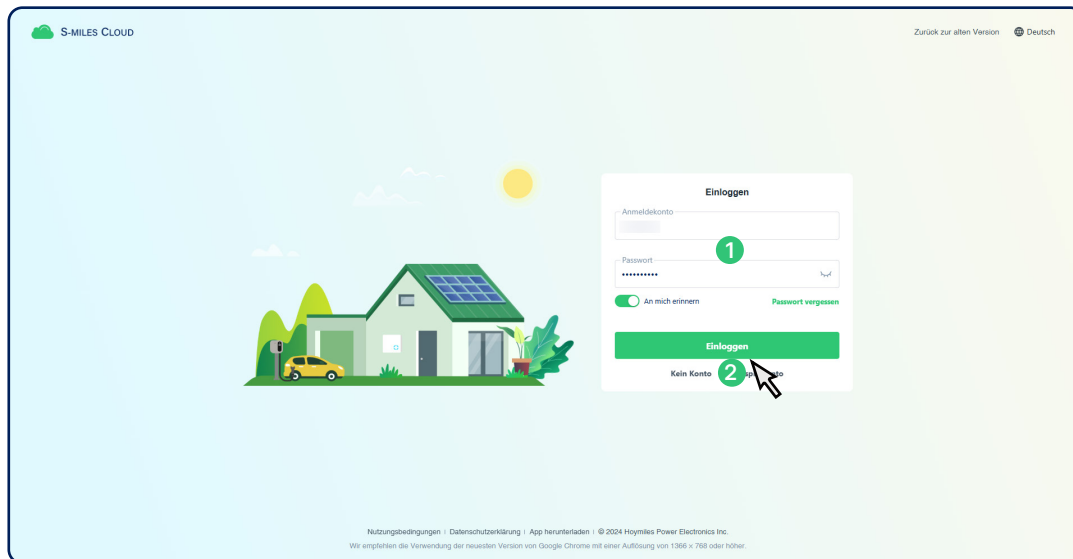 S-MILES CLOUD
Zurück zur alten Version Deutsch
Einloggen
Anmeldekonto
1
Passwort
••••••••••
An mich erinnern Passwort vergessen
Einloggen
Kein Konto 2
Nutzungsbedingungen | Datenschutzerklärung | App herunterladen | © 2024 Hoymiles Power Electronics Inc.
Wir empfehlen die Verwendung der neuesten Version von Google Chrome mit einer Auflösung von 1366 × 768 oder höher.